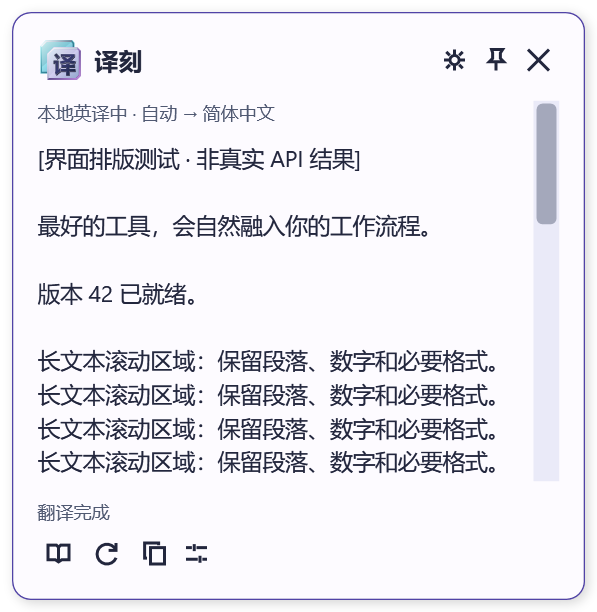 译 译刻
本地英译中 · 自动 → 简体中文
[界面排版测试 · 非真实 API 结果]
最好的工具，会自然融入你的工作流程。
版本 42 已就绪。
长文本滚动区域：保留段落、数字和必要格式。
长文本滚动区域：保留段落、数字和必要格式。
长文本滚动区域：保留段落、数字和必要格式。
长文本滚动区域：保留段落、数字和必要格式。
翻译完成